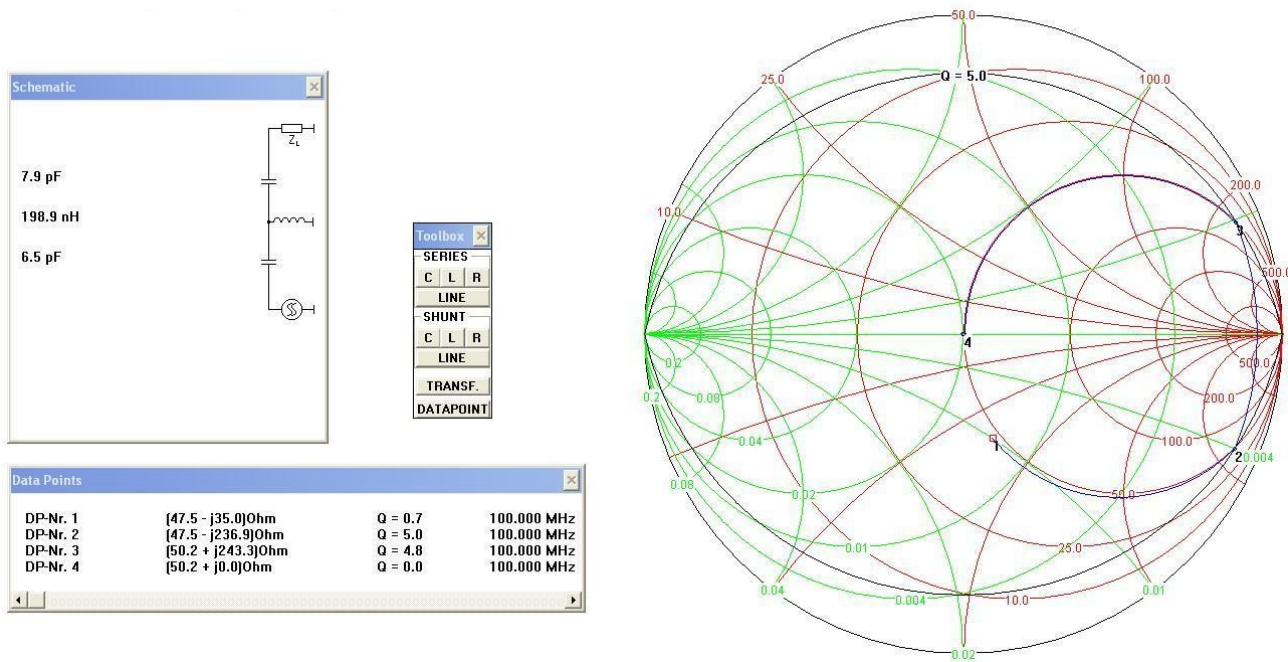 Schematic
Z_L
7.9 pF
198.9 nH
6.5 pF
Toolbox
SERIES
C L R
LINE
SHUNT
C L R
LINE
TRANSF.
DATAPOINT
Data Points
DP-Nr. 1 (47.5 - j35.0)Ohm Q = 0.7 100.000 MHz
DP-Nr. 2 (47.5 - j236.9)Ohm Q = 5.0 100.000 MHz
DP-Nr. 3 (50.2 + j243.3)Ohm Q = 4.8 100.000 MHz
DP-Nr. 4 (50.2 + j0.0)Ohm Q = 0.0 100.000 MHz
50.0
25.0
100.0
Q = 5.0
10.0
200.0
3
500.0
4
0.2
500.0
0.2
0.08
200.0
0.04
1
100.0
2
0.004
0.08
0.02
50.0
0.01
25.0
0.04
0.004
10.0
0.01
0.02